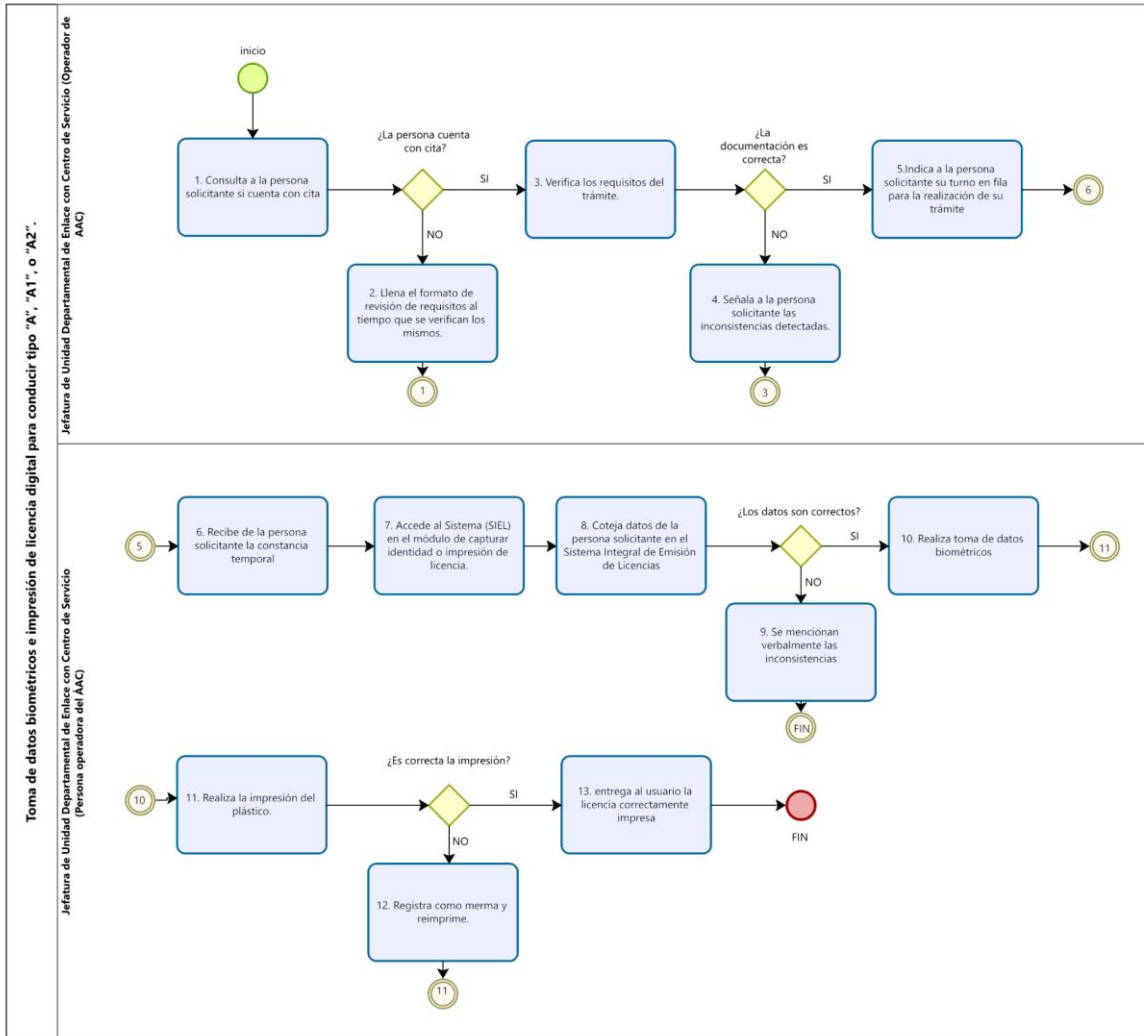 Toma de datos biométricos e impresión de licencia digital para conducir tipo "A", "A1", o "A2".
Jefatura de Unidad Departamental de Enlace con Centro de Servicio (Operador de
AAC)
inicio
1. Consulta a la persona
solicitante si cuenta con cita
¿La persona cuenta
con cita?
SI
NO
2. Llena el formato de
revisión de requisitos al
tiempo que se verifican los
mismos.
1
3. Verifica los requisitos del
trámite.
¿La
documentación es
correcta?
SI
NO
4. Señala a la persona
solicitante las
inconsistencias detectadas.
3
5.Indica a la persona
solicitante su turno en fila
para la realización de su
trámite
6
Jefatura de Unidad Departamental de Enlace con Centro de Servicio
(Persona operadora del ÁAC)
5
6. Recibe de la persona
solicitante la constancia
temporal
7. Accede al Sistema (SIEL)
en el módulo de capturar
identidad o impresión de
licencia.
8. Coteja datos de la
persona solicitante en el
Sistema Integral de Emisión
de Licencias
¿Los datos son correctos?
SI
NO
9. Se mencionan
verbalmente las
inconsistencias
FIN
10. Realiza toma de datos
biométricos
11
10
11. Realiza la impresión del
plástico.
¿Es correcta la impresión?
SI
NO
12. Registra como merma y
reimprime.
11
13. entrega al usuario la
licencia correctamente
impresa
FIN